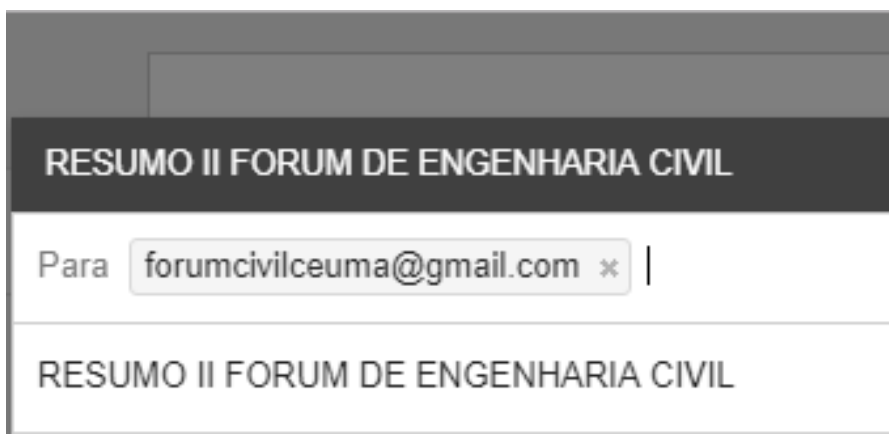 RESUMO II FORUM DE ENGENHARIA CIVIL
Para forumcivilceuma@gmail.com ×
RESUMO II FORUM DE ENGENHARIA CIVIL